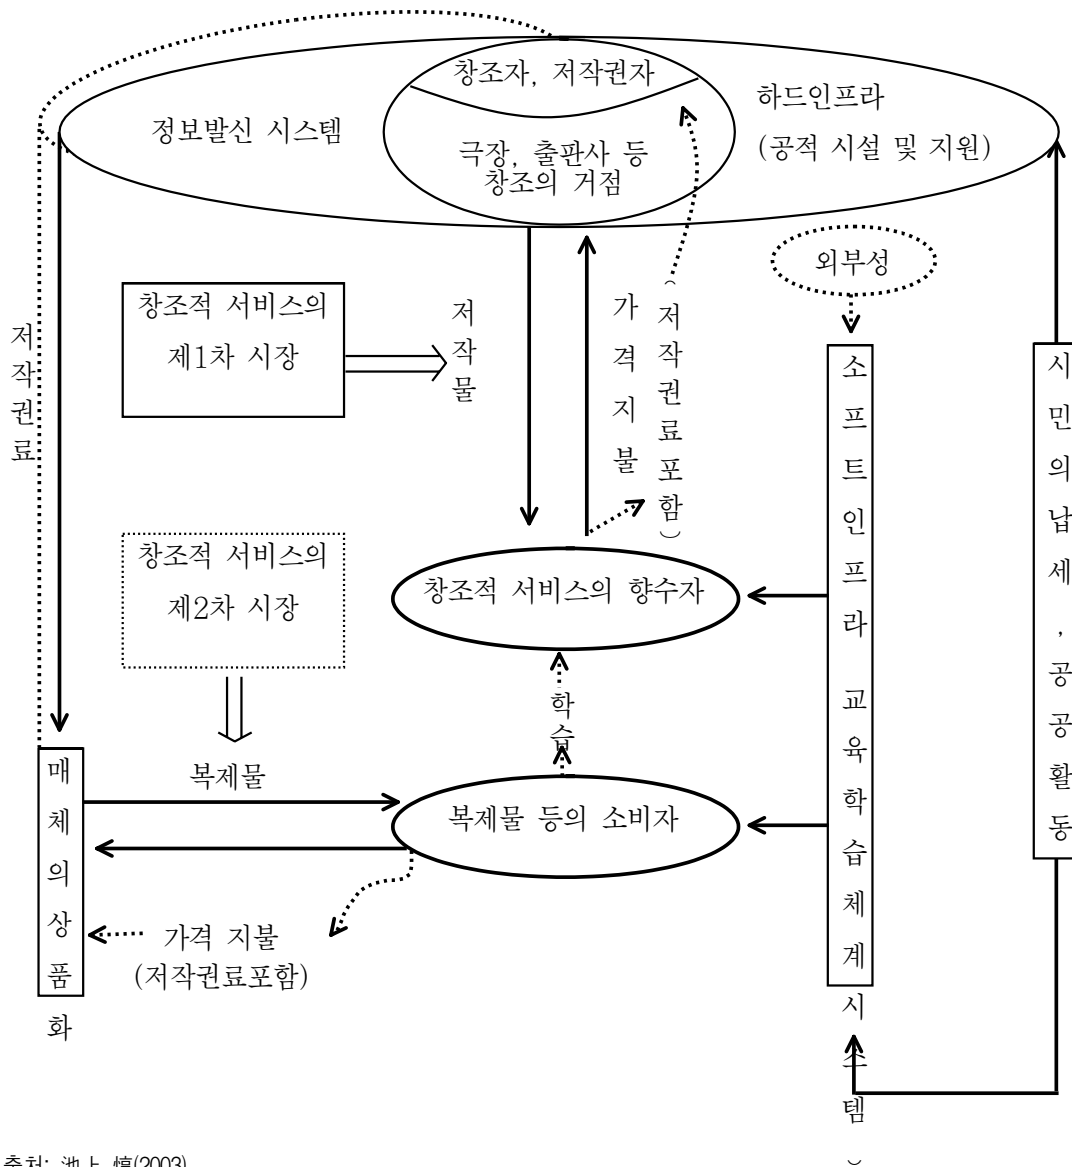 창조자, 저작권자
정보발신 시스템
하드인프라
(공적 시설 및 지원)
극장, 출판사 등
창조의 거점
외부성
창조적 서비스의
제1차 시장
저작물
가격지불
(저작권료포함)
저작권료
소프트인프라 교육학습체계시스템)
시민의납세,공공활동
창조적 서비스의
제2차 시장
창조적 서비스의 향수자
학습
복제물
매체의상품화
복제물 등의 소비자
가격 지불
(저작권료포함)
출처: 池上 惇(2003)